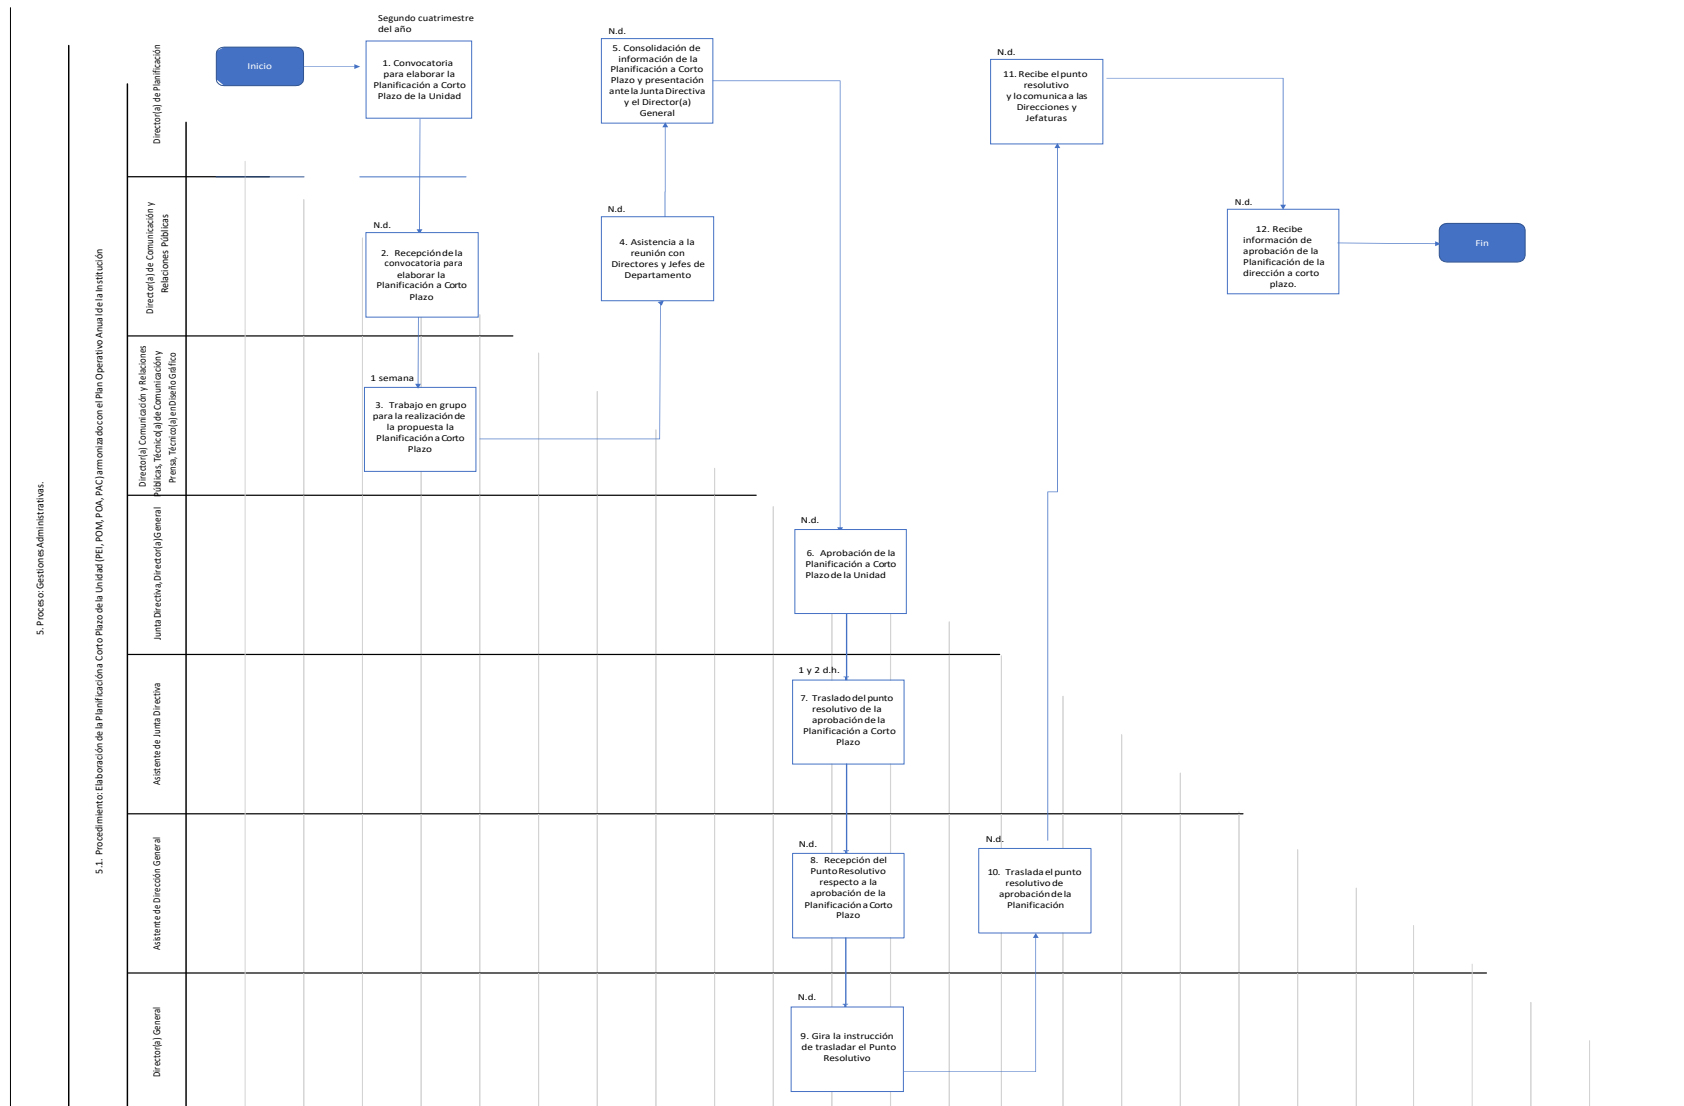 5. Proceso: Gestiones Administrativas.
5.1. Procedimiento: Elaboración de la Planificación a Corto Plazo de la Unidad (PEI, POM, POA, PAC) armonizado con el Plan Operativo Anual de la Institución
Director(a) de Planificación
Inicio
Segundo cuatrimestre
del año
1. Convocatoria
para elaborar la
Planificación a Corto
Plazo de la Unidad
N.d.
5. Consolidación de
información de la
Planificación a Corto
Plazo y presentación
ante la Junta Directiva
y el Director(a)
General
N.d.
11. Recibe el punto
resolutivo
y lo comunica a las
Direcciones y
Jefaturas
Director(a) de Comunicación y
Relaciones Públicas
N.d.
2. Recepción de la
convocatoria para
elaborar la
Planificación a Corto
Plazo
N.d.
4. Asistencia a la
reunión con
Directores y Jefes de
Departamento
N.d.
12. Recibe
información de
aprobación de la
Planificación de la
dirección a corto
plazo.
Fin
Director(a) Comunicación y Relaciones
Públicas, Técnico(a) de Comunicación y
Prensa, Técnico(a) en Diseño Gráfico
1 semana
3. Trabajo en grupo
para la realización de
la propuesta la
Planificación a Corto
Plazo
Junta Directiva, Director(a) General
N.d.
6. Aprobación de la
Planificación a Corto
Plazo de la Unidad
Asistente de Junta Directiva
1 y 2 d.h.
7. Traslado del punto
resolutivo de la
aprobación de la
Planificación a Corto
Plazo
Asistente de Dirección General
N.d.
8. Recepción del
Punto Resolutivo
respecto a la
aprobación de la
Planificación a Corto
Plazo
N.d.
10. Traslada el punto
resolutivo de
aprobación de la
Planificación
Director(a) General
N.d.
9. Gira la instrucción
de trasladar el Punto
Resolutivo